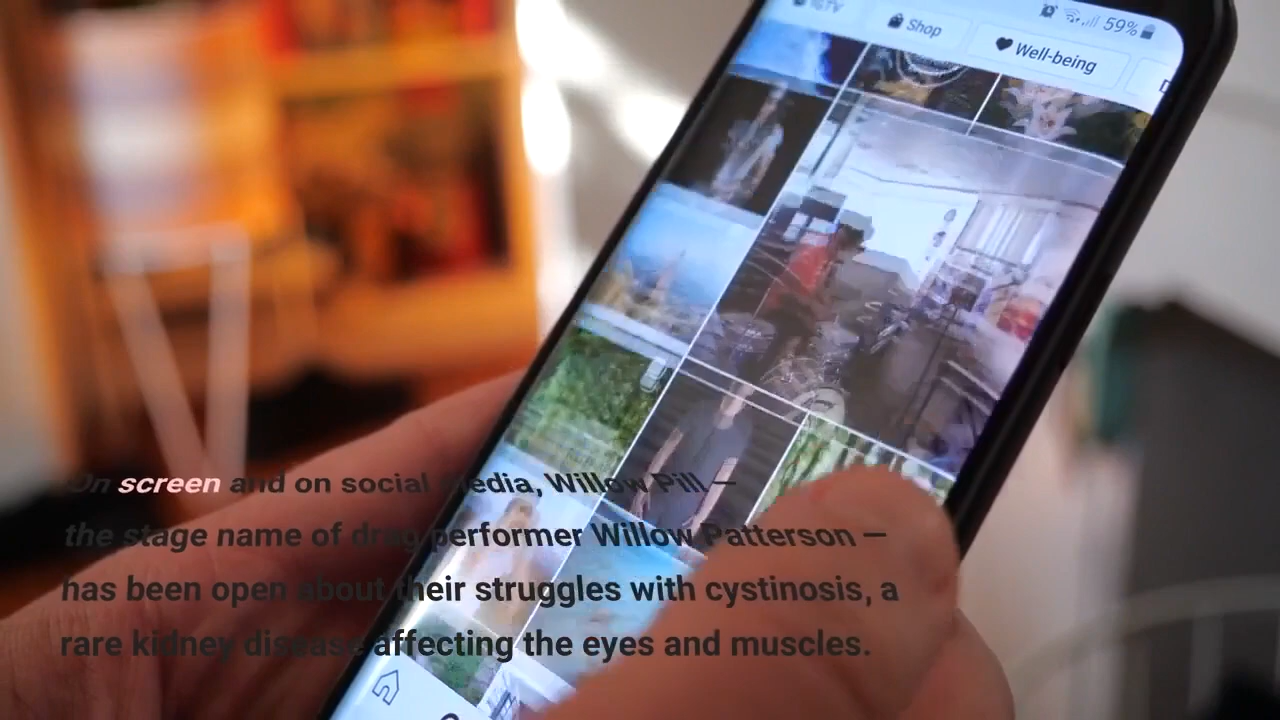 IGTV
Shop
Well-being
59%
On screen and on social media, Willow Pill —
the stage name of drag performer Willow Patterson —
has been open about their struggles with cystinosis, a
rare kidney disease affecting the eyes and muscles.